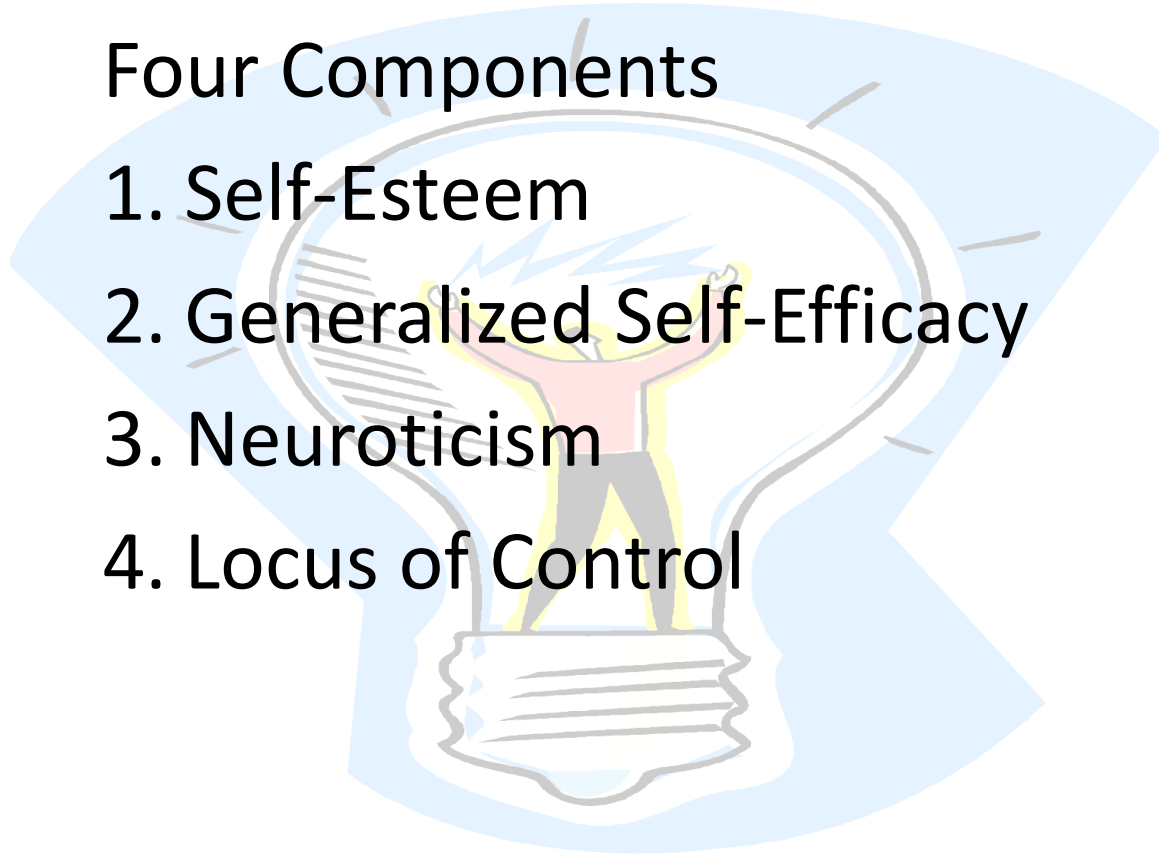 Four Components
1. Self-Esteem
2. Generalized Self-Efficacy
3. Neuroticism
4. Locus of Control